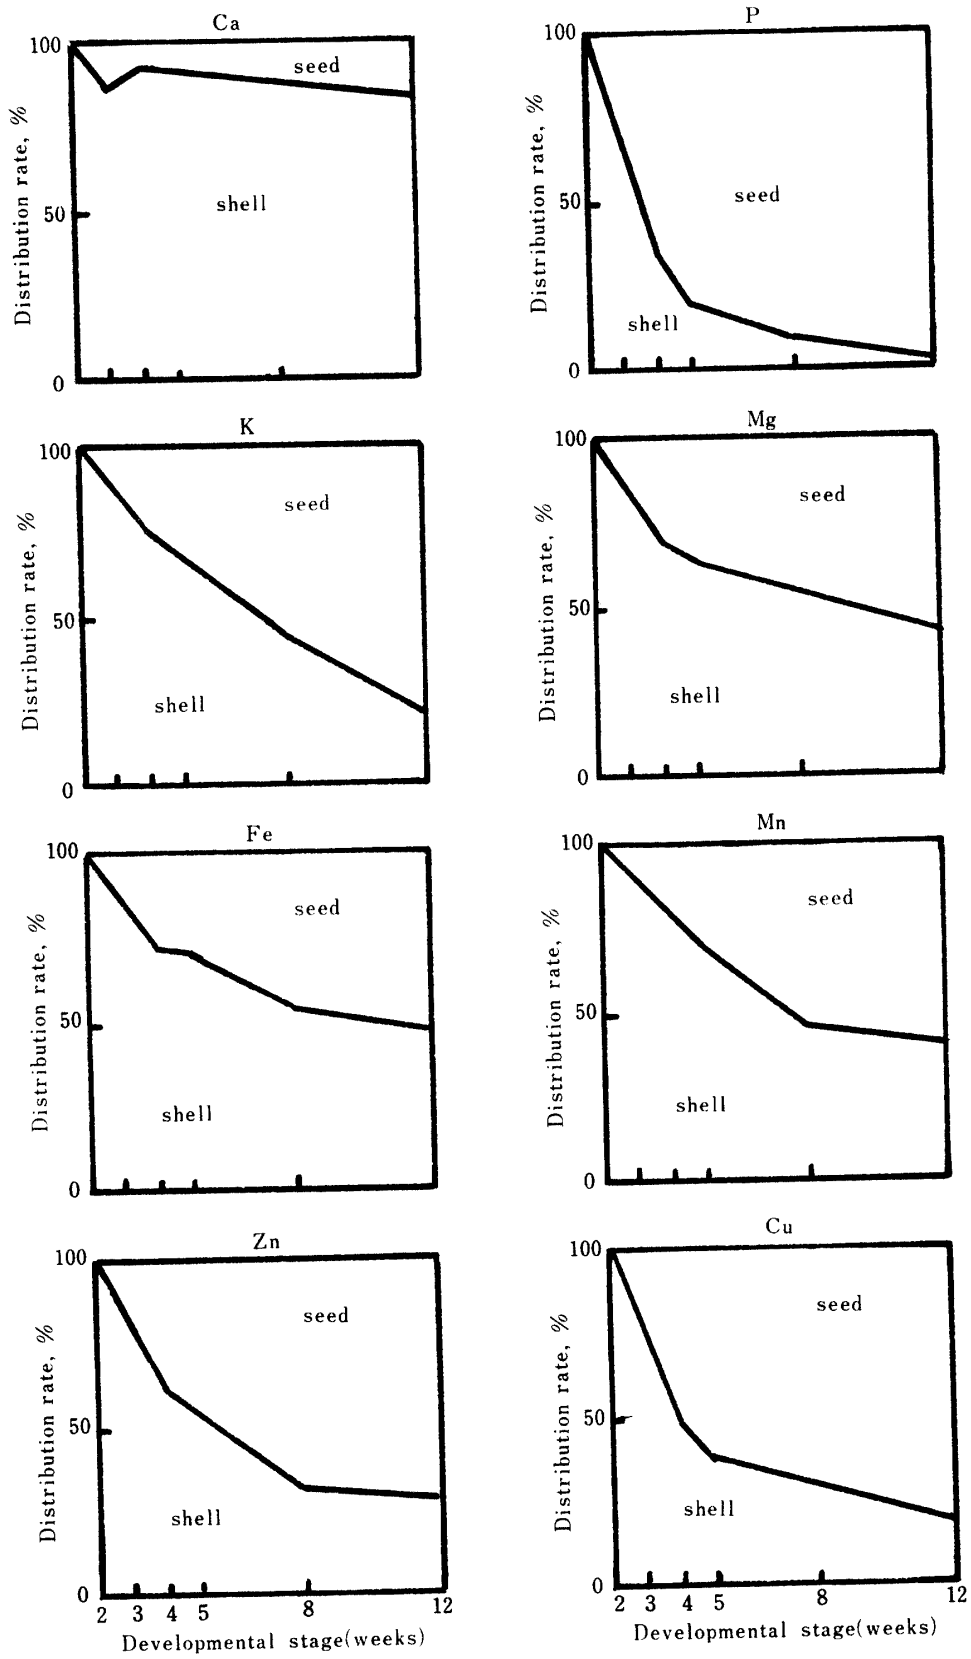 Ca
100
50
0
Distribution rate, %
seed
shell
P
100
50
0
Distribution rate, %
seed
shell
K
100
50
0
Distribution rate, %
seed
shell
Mg
100
50
0
Distribution rate, %
seed
shell
Fe
100
50
0
Distribution rate, %
seed
shell
Mn
100
50
0
Distribution rate, %
seed
shell
Zn
100
50
0
Distribution rate, %
seed
shell
2 3 4 5 8 12
Developmental stage(weeks)
Cu
100
50
0
Distribution rate, %
seed
shell
2 3 4 5 8 12
Developmental stage(weeks)